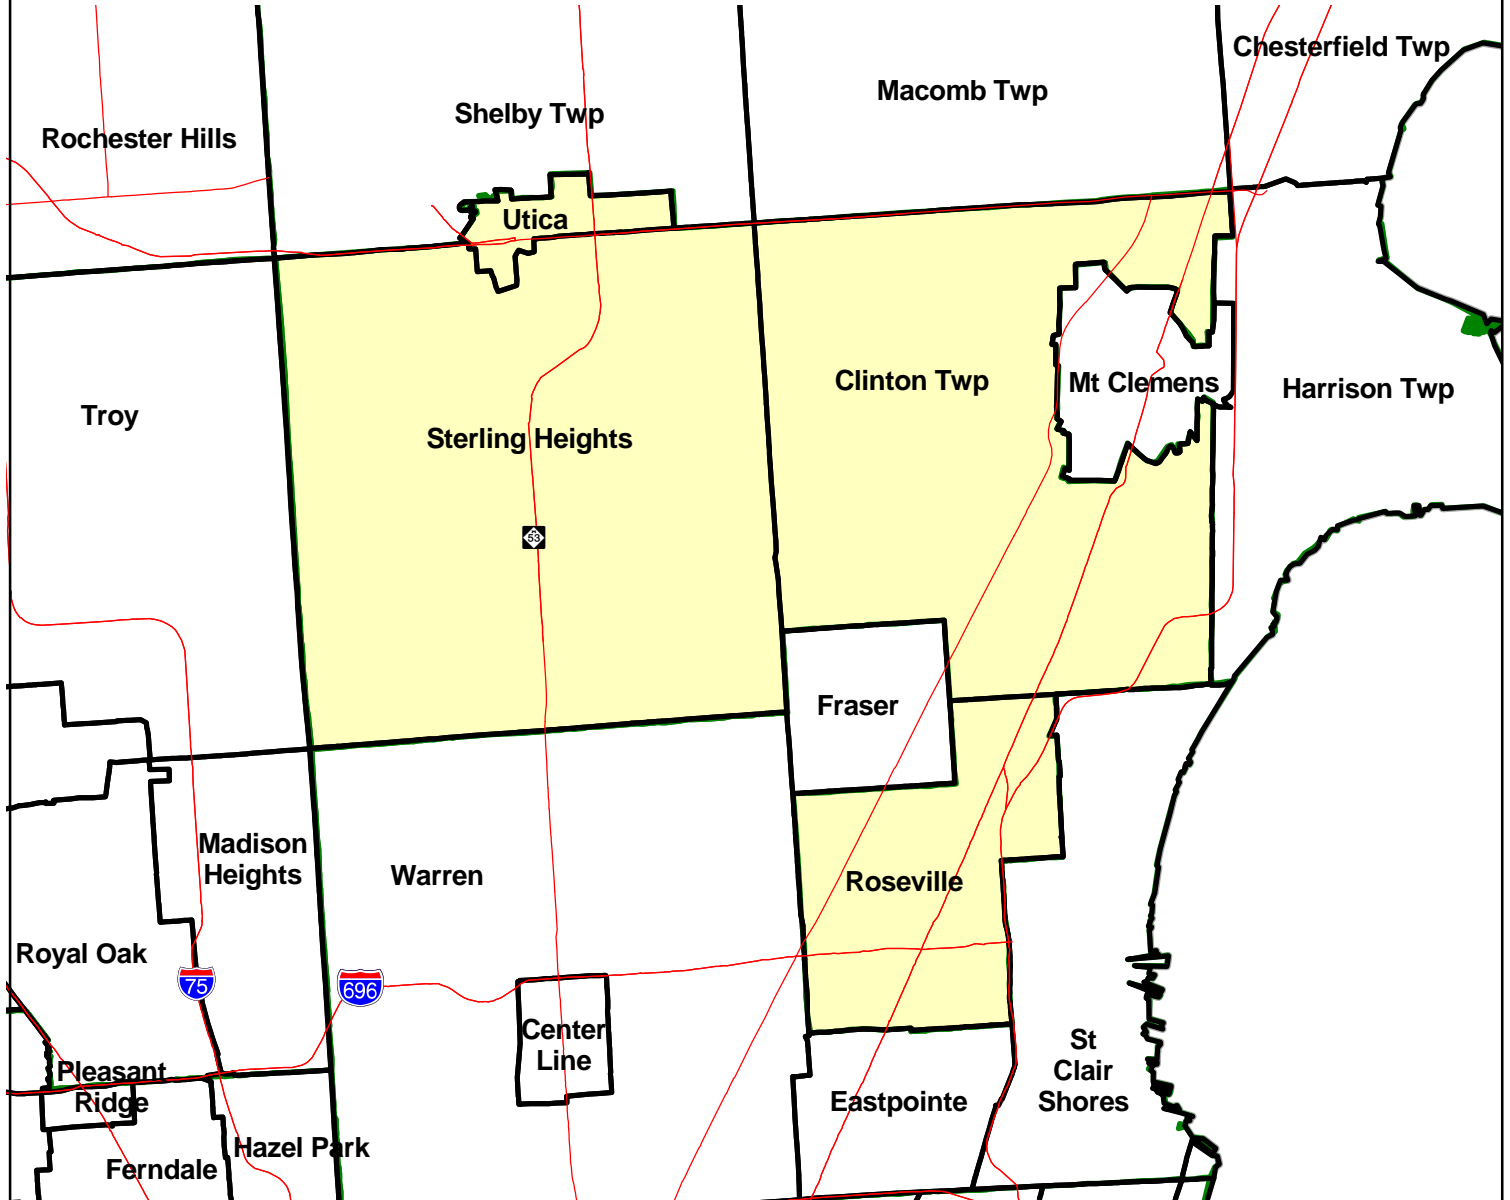 Chesterfield Twp
Macomb Twp
Shelby Twp
Rochester Hills
Utica
Clinton Twp
Mt Clemens
Harrison Twp
Troy
Sterling Heights
53
Fraser
Madison
Heights
Warren
Roseville
Royal Oak
75
696
Center
Line
St
Clair
Shores
Pleasant
Ridge
Eastpointe
Hazel Park
Ferndale